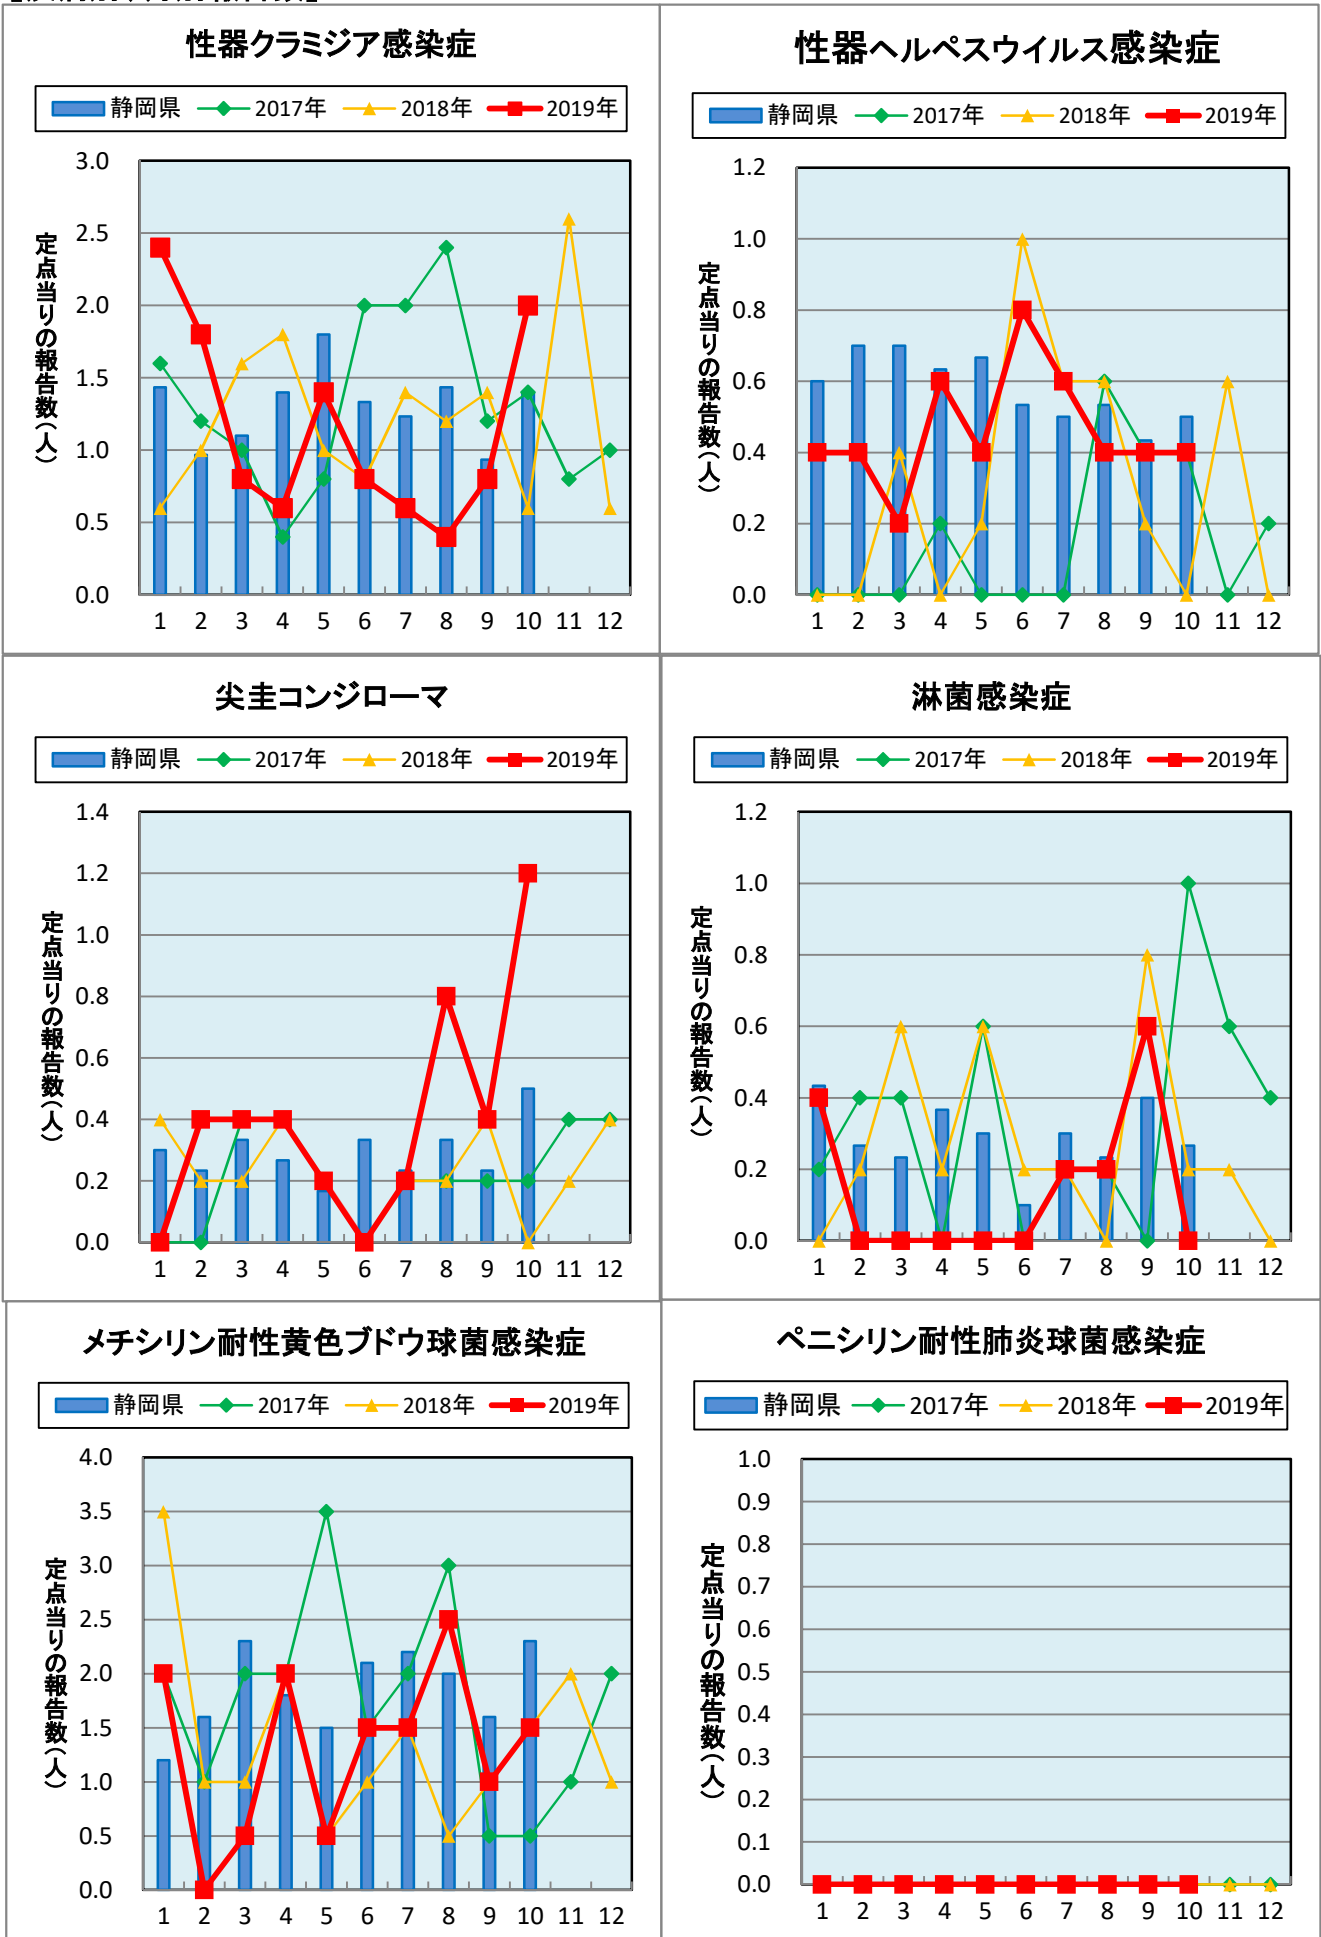 性器クラミジア感染症
静岡県 2017年 2018年 2019年
定点当りの報告数（人）
3.0
2.5
2.0
1.5
1.0
0.5
0.0
1 2 3 4 5 6 7 8 9 10 11 12
性器ヘルペスウイルス感染症
静岡県 2017年 2018年 2019年
定点当りの報告数（人）
1.2
1.0
0.8
0.6
0.4
0.2
0.0
1 2 3 4 5 6 7 8 9 10 11 12
尖圭コンジローマ
静岡県 2017年 2018年 2019年
定点当りの報告数（人）
1.4
1.2
1.0
0.8
0.6
0.4
0.2
0.0
1 2 3 4 5 6 7 8 9 10 11 12
淋菌感染症
静岡県 2017年 2018年 2019年
定点当りの報告数（人）
1.2
1.0
0.8
0.6
0.4
0.2
0.0
1 2 3 4 5 6 7 8 9 10 11 12
メチシリン耐性黄色ブドウ球菌感染症
静岡県 2017年 2018年 2019年
定点当りの報告数（人）
4.0
3.5
3.0
2.5
2.0
1.5
1.0
0.5
0.0
1 2 3 4 5 6 7 8 9 10 11 12
ペニシリン耐性肺炎球菌感染症
静岡県 2017年 2018年 2019年
定点当りの報告数（人）
1.0
0.9
0.8
0.7
0.6
0.5
0.4
0.3
0.2
0.1
0.0
1 2 3 4 5 6 7 8 9 10 11 12